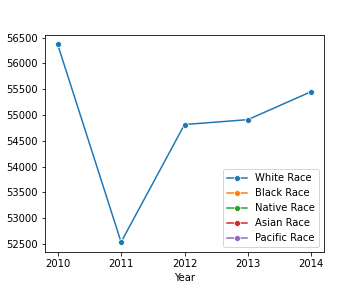 56500
56000
55500
55000
54500
54000
53500
53000
52500
White Race
Black Race
Native Race
Asian Race
Pacific Race
2010 2011 2012 2013 2014
Year